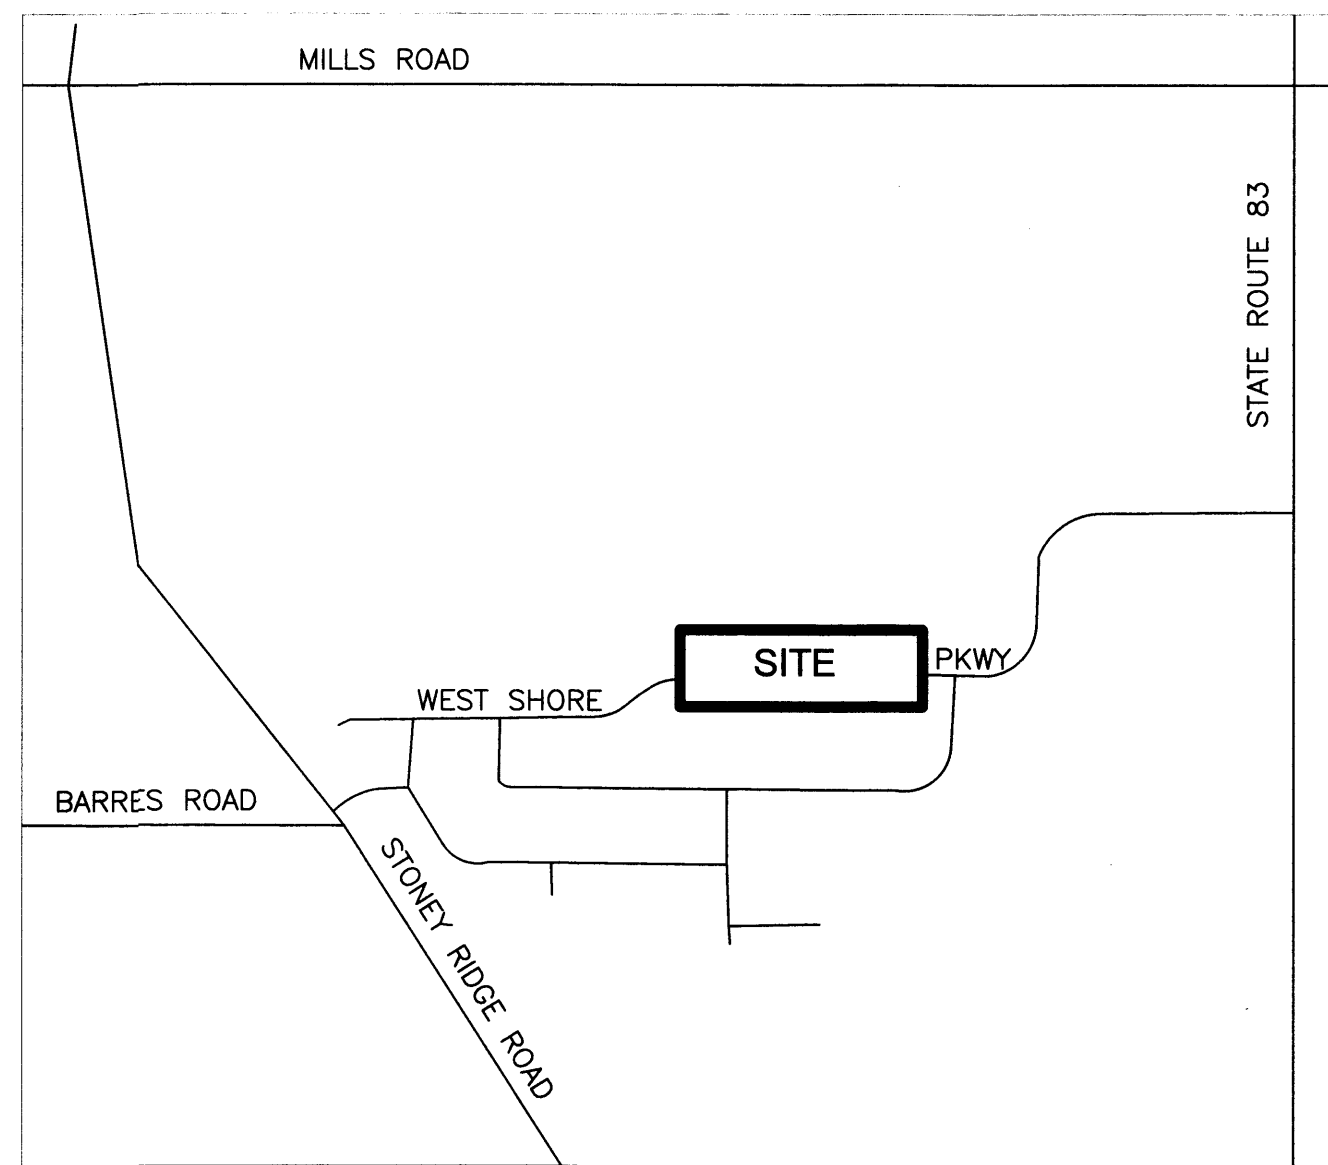 MILLS ROAD
STATE ROUTE 83
SITE
PKWY
WEST SHORE
BARRES ROAD
STONEY RIDGE ROAD